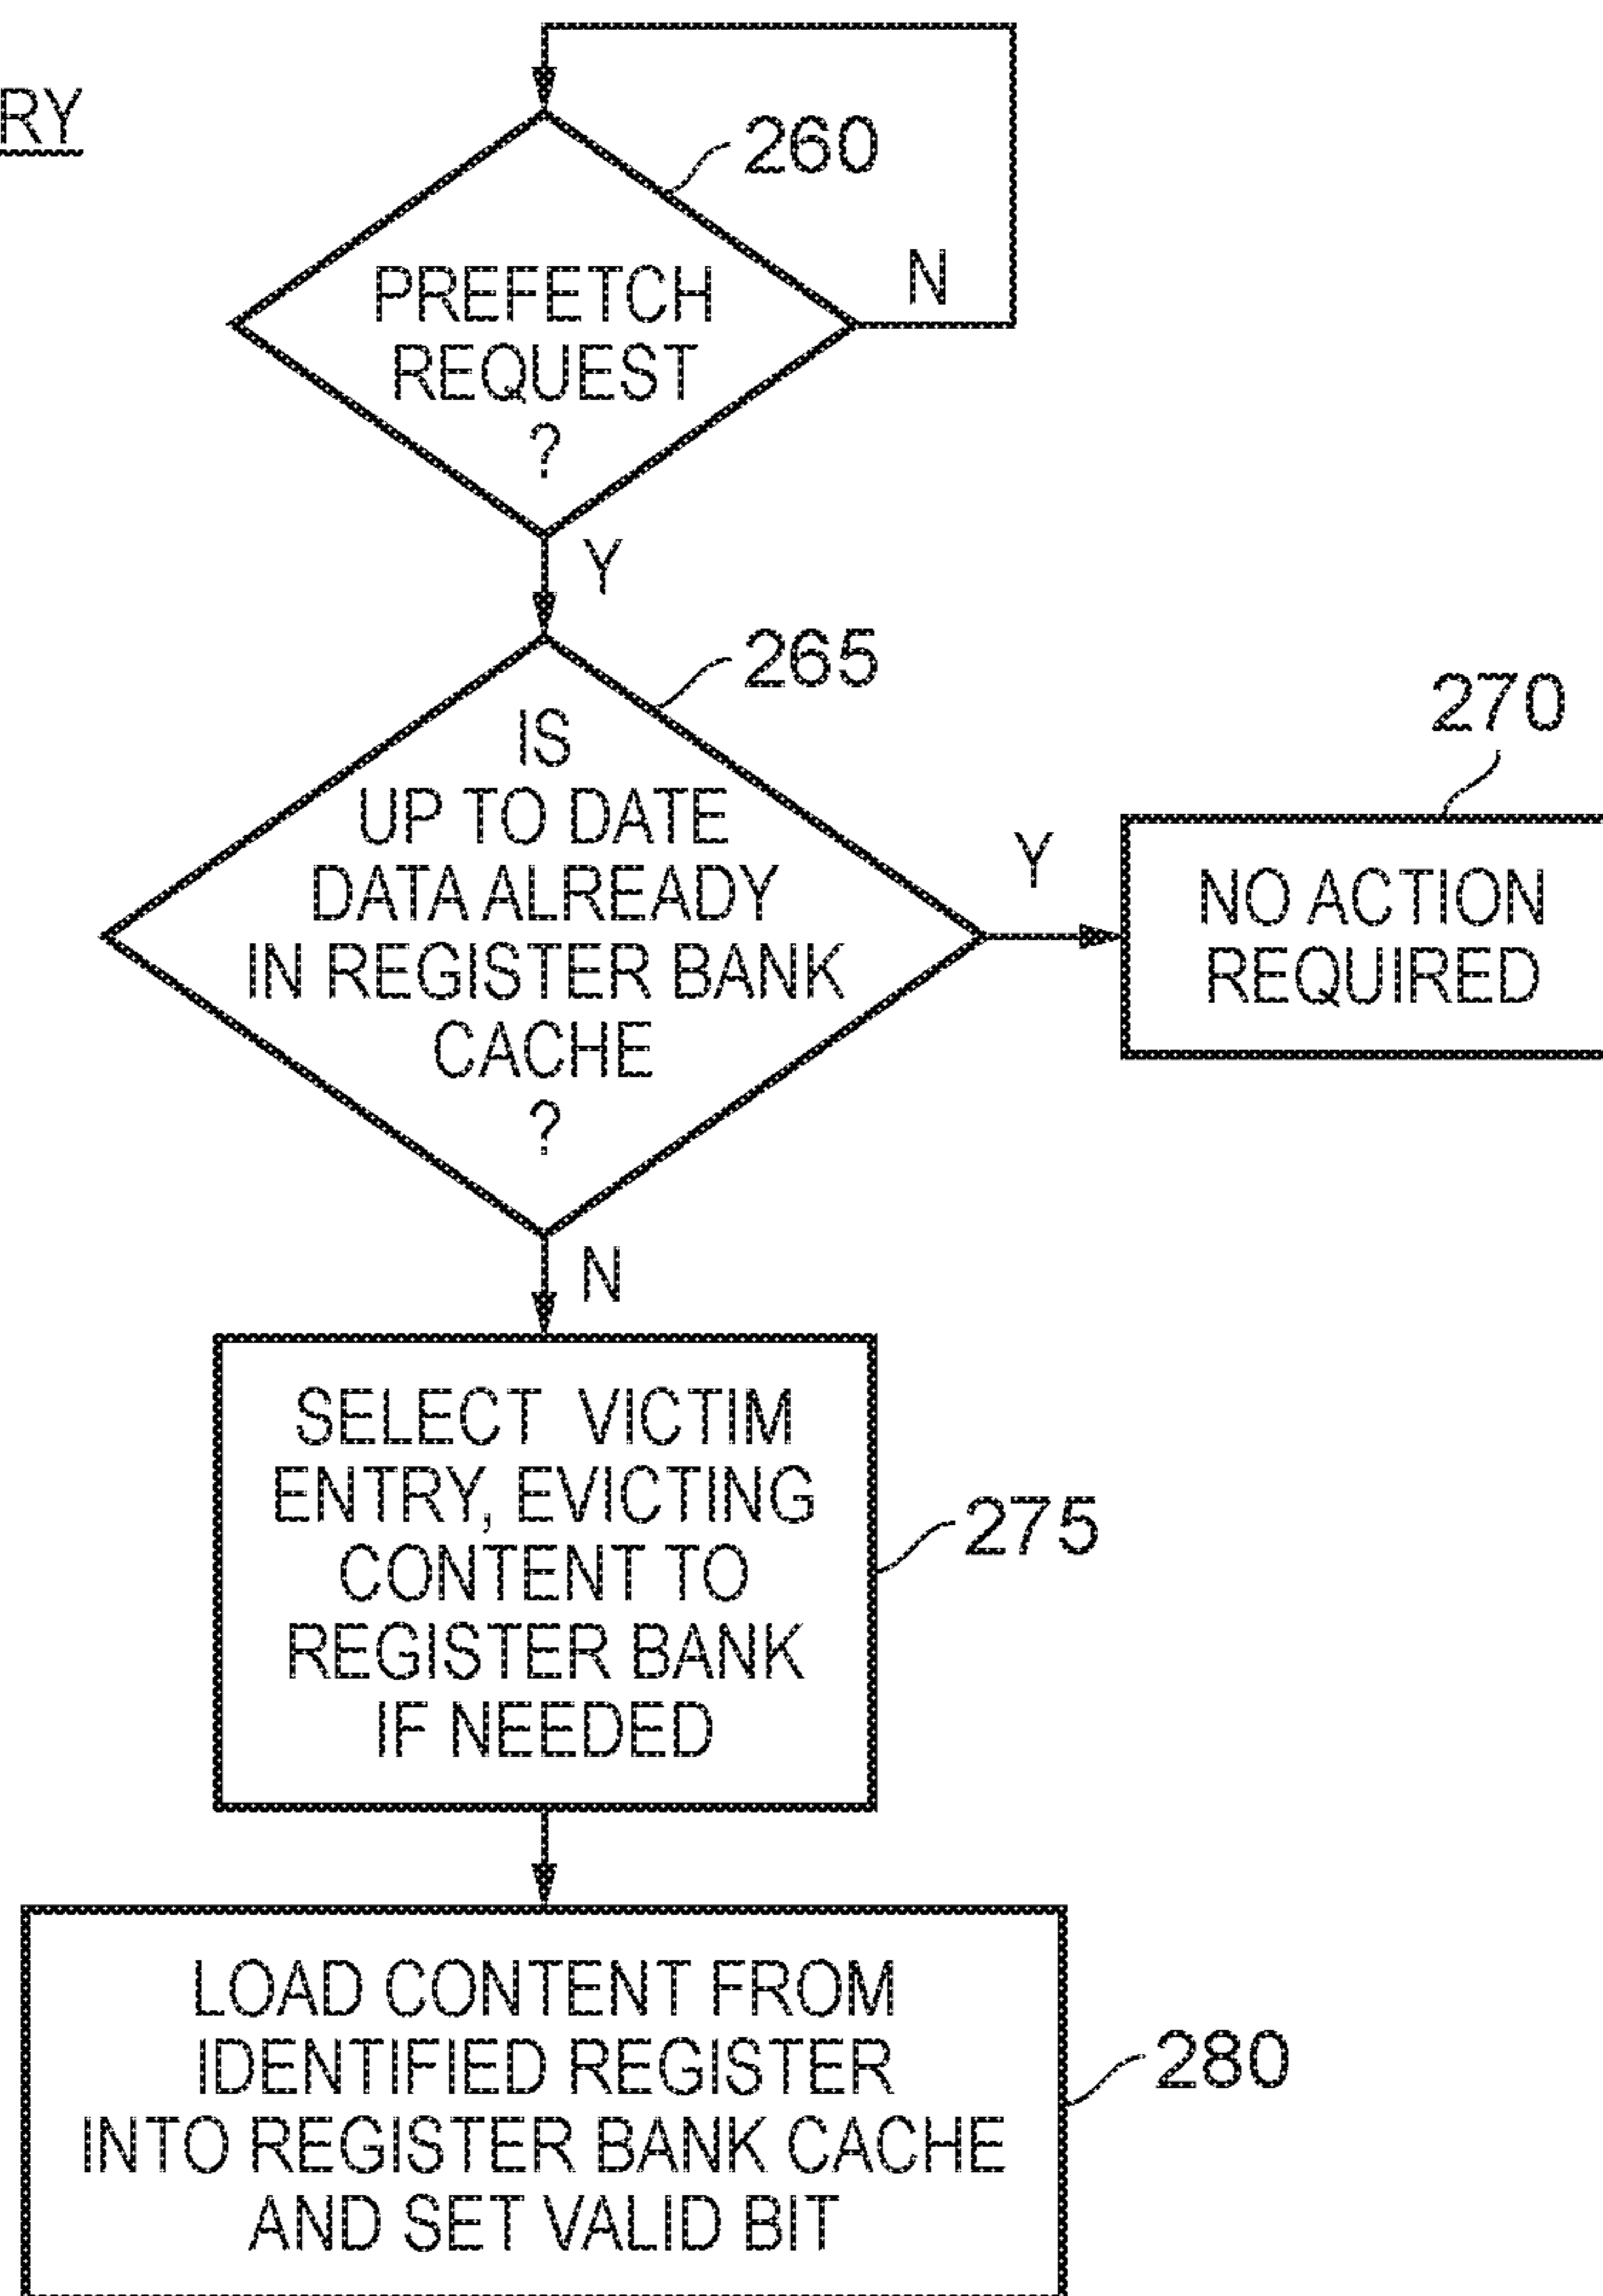 RY
260
PREFETCH
REQUEST
?
N
Y
265
IS
UP TO DATE
DATA ALREADY
IN REGISTER BANK
CACHE
?
Y
270
NO ACTION
REQUIRED
N
SELECT VICTIM
ENTRY, EVICTING
CONTENT TO
REGISTER BANK
IF NEEDED
275
LOAD CONTENT FROM
IDENTIFIED REGISTER
INTO REGISTER BANK CACHE
AND SET VALID BIT
280